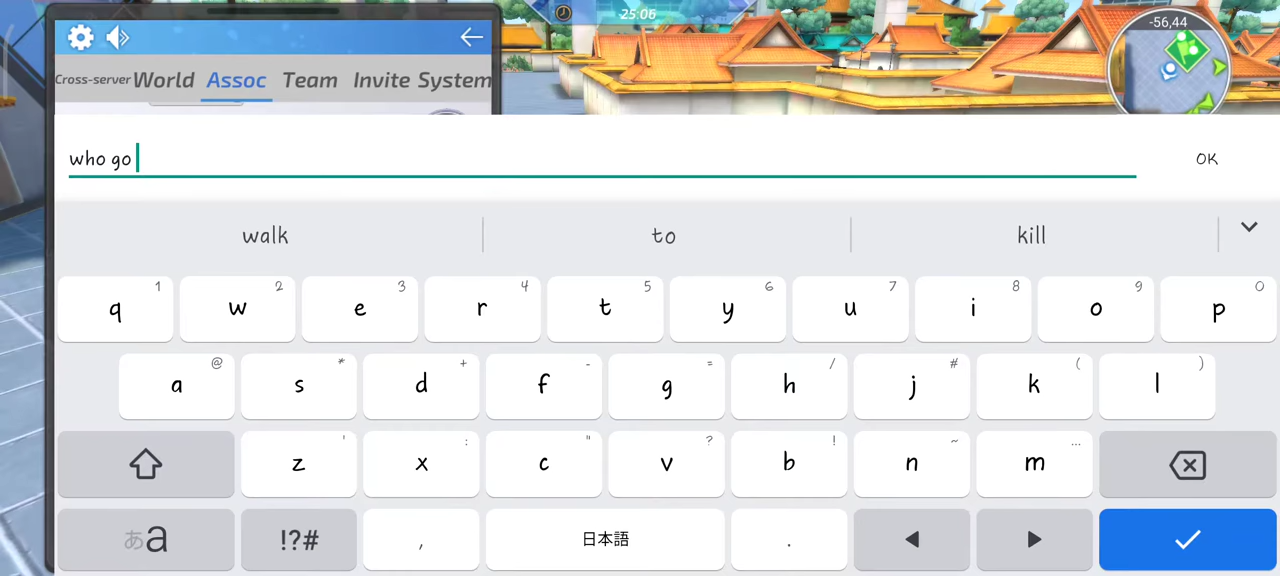 25:06
-56,44
Cross-server World Assoc Team Invite System
who go
OK
walk to kill
q 1 w 2 e 3 r 4 t 5 y 6 u 7 i 8 o 9 p 0
a @ s * d + f - g = h / j # k ( l )
z ' x : c " v ? b ! n ~ m ...
あa !?# , 日本語 .